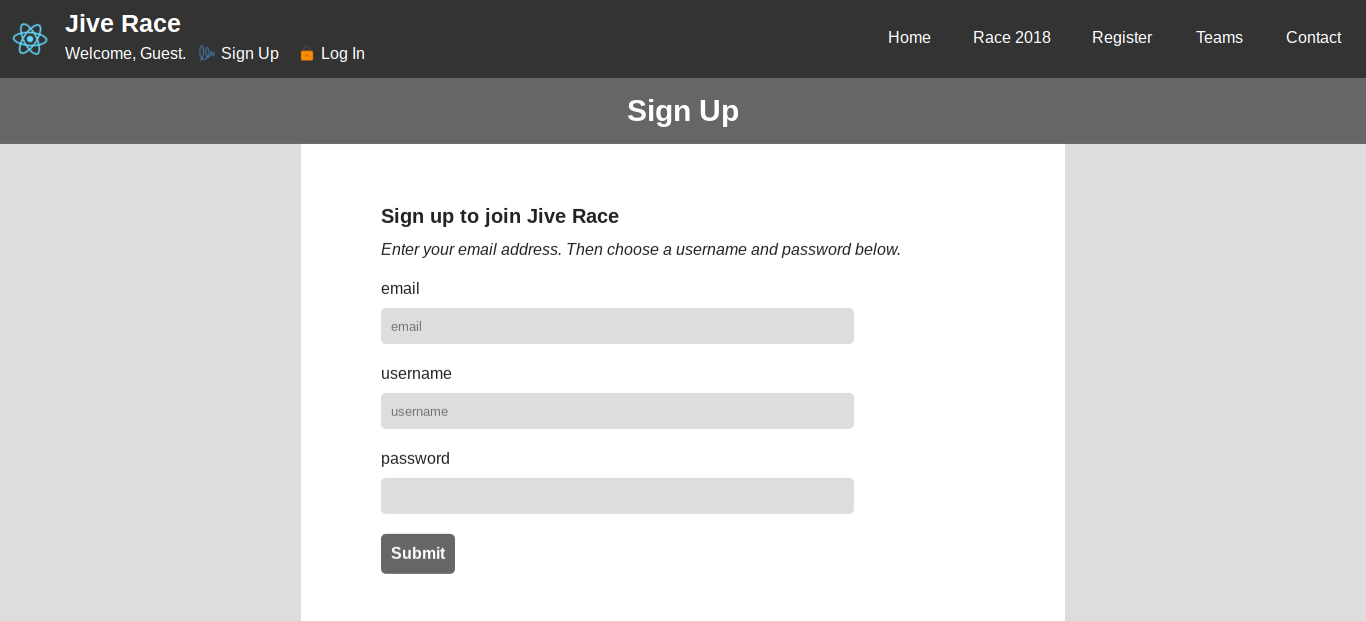 Jive Race
Welcome, Guest. Sign Up Log In
Home Race 2018 Register Teams Contact
Sign Up
Sign up to join Jive Race
Enter your email address. Then choose a username and password below.
email
email
username
username
password
Submit